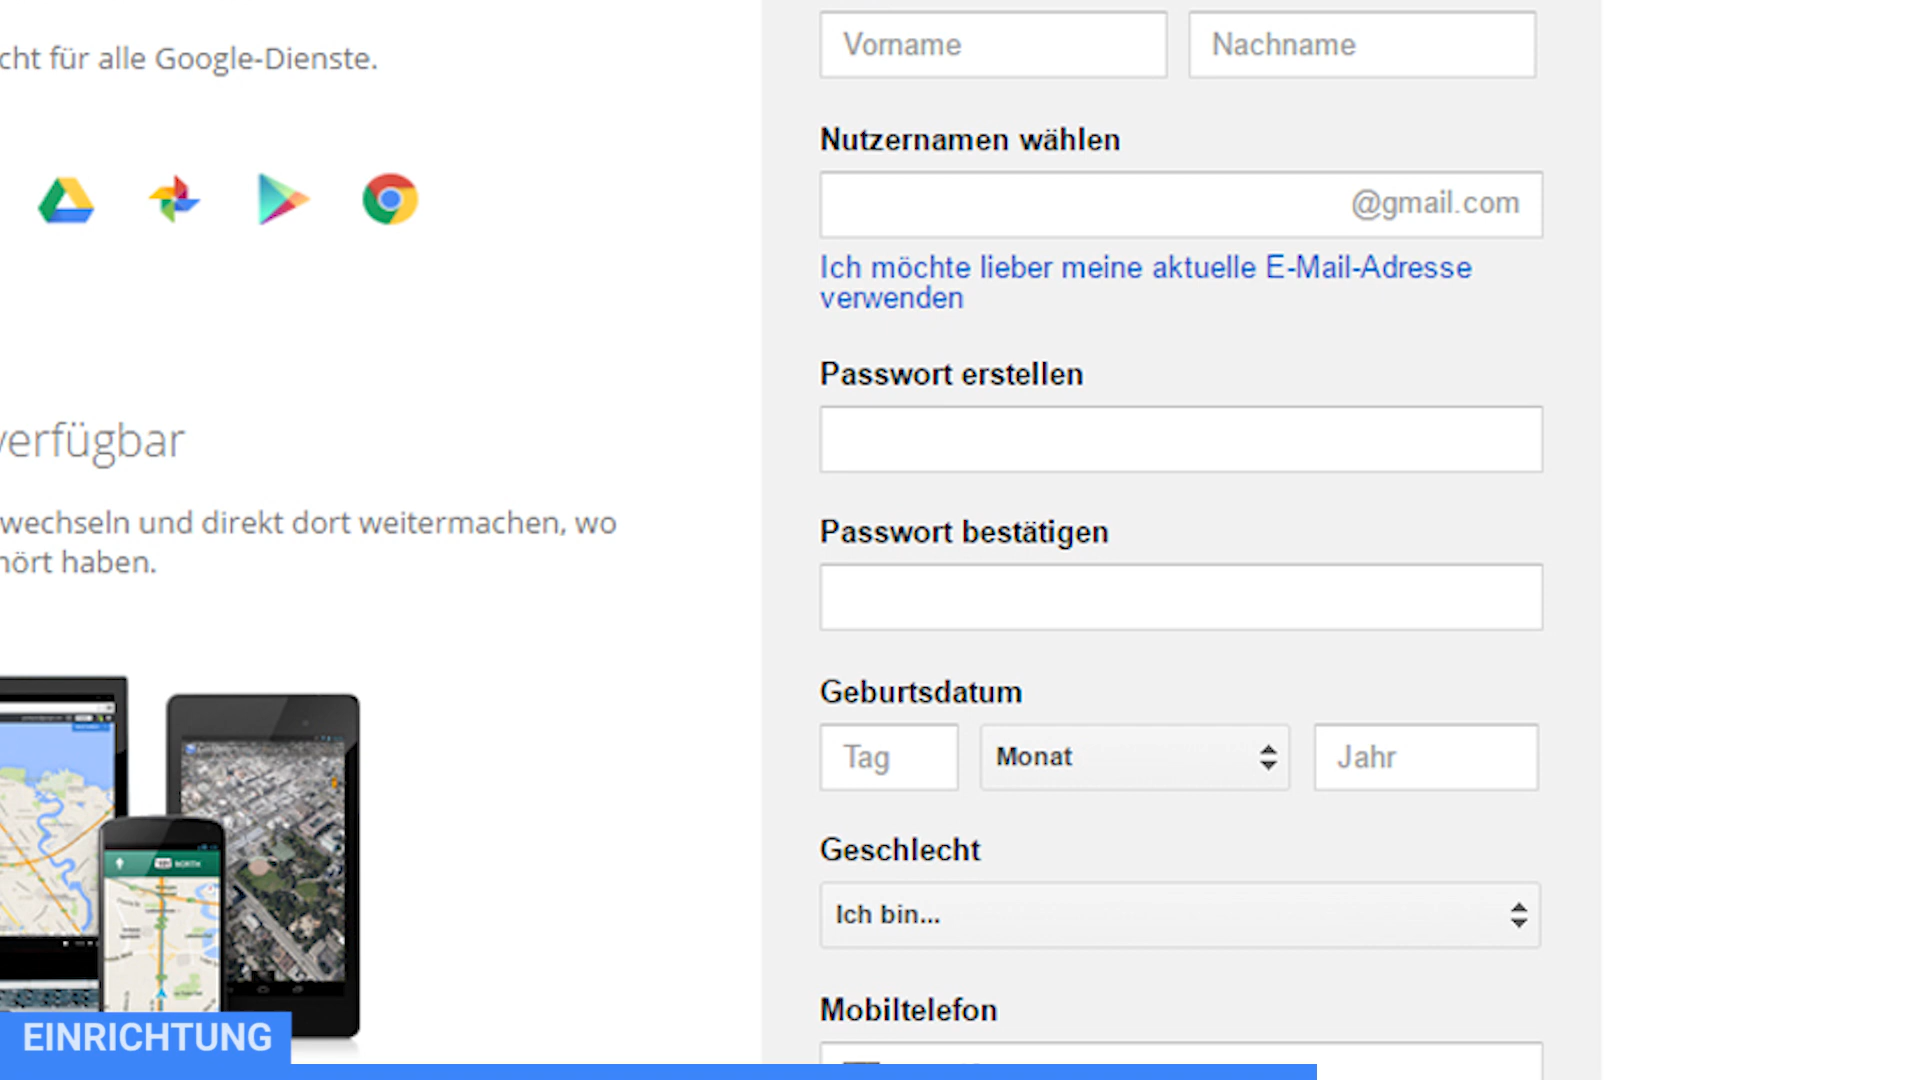 cht für alle Google-Dienste.
verfügbar
wechseln und direkt dort weitermachen, wo
hört haben.
Vorname
Nachname
Nutzernamen wählen
@gmail.com
Ich möchte lieber meine aktuelle E-Mail-Adresse
verwenden
Passwort erstellen
Passwort bestätigen
Geburtsdatum
Tag
Monat
Jahr
Geschlecht
Ich bin...
Mobiltelefon
NORTH
EINRICHTUNG